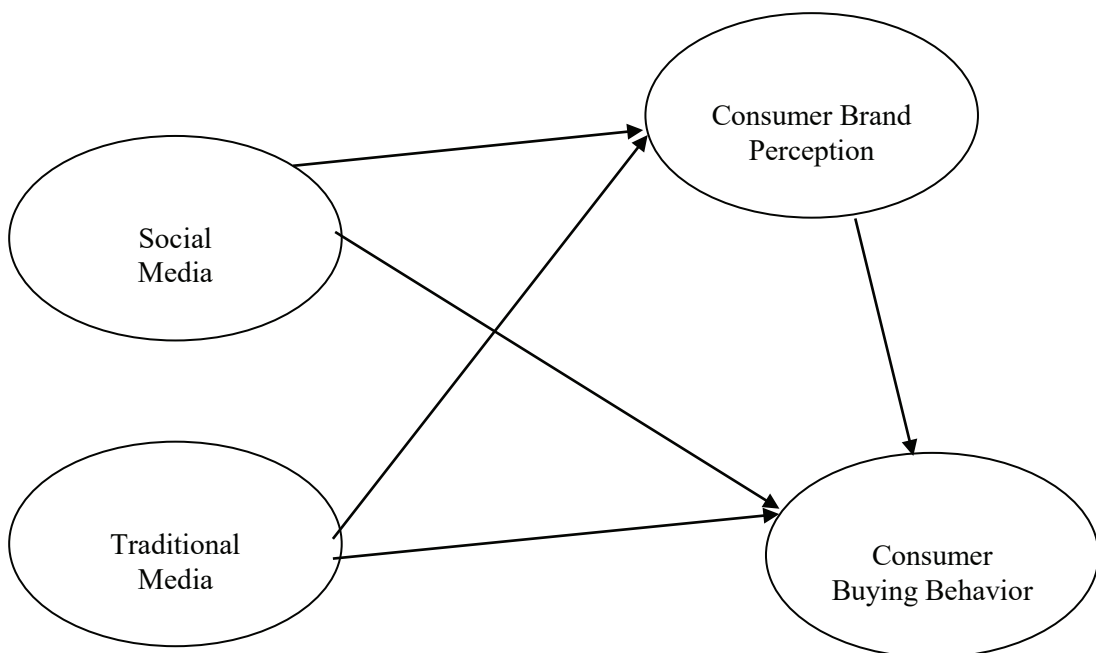 Consumer Brand
Perception
Social
Media
Traditional
Media
Consumer
Buying Behavior